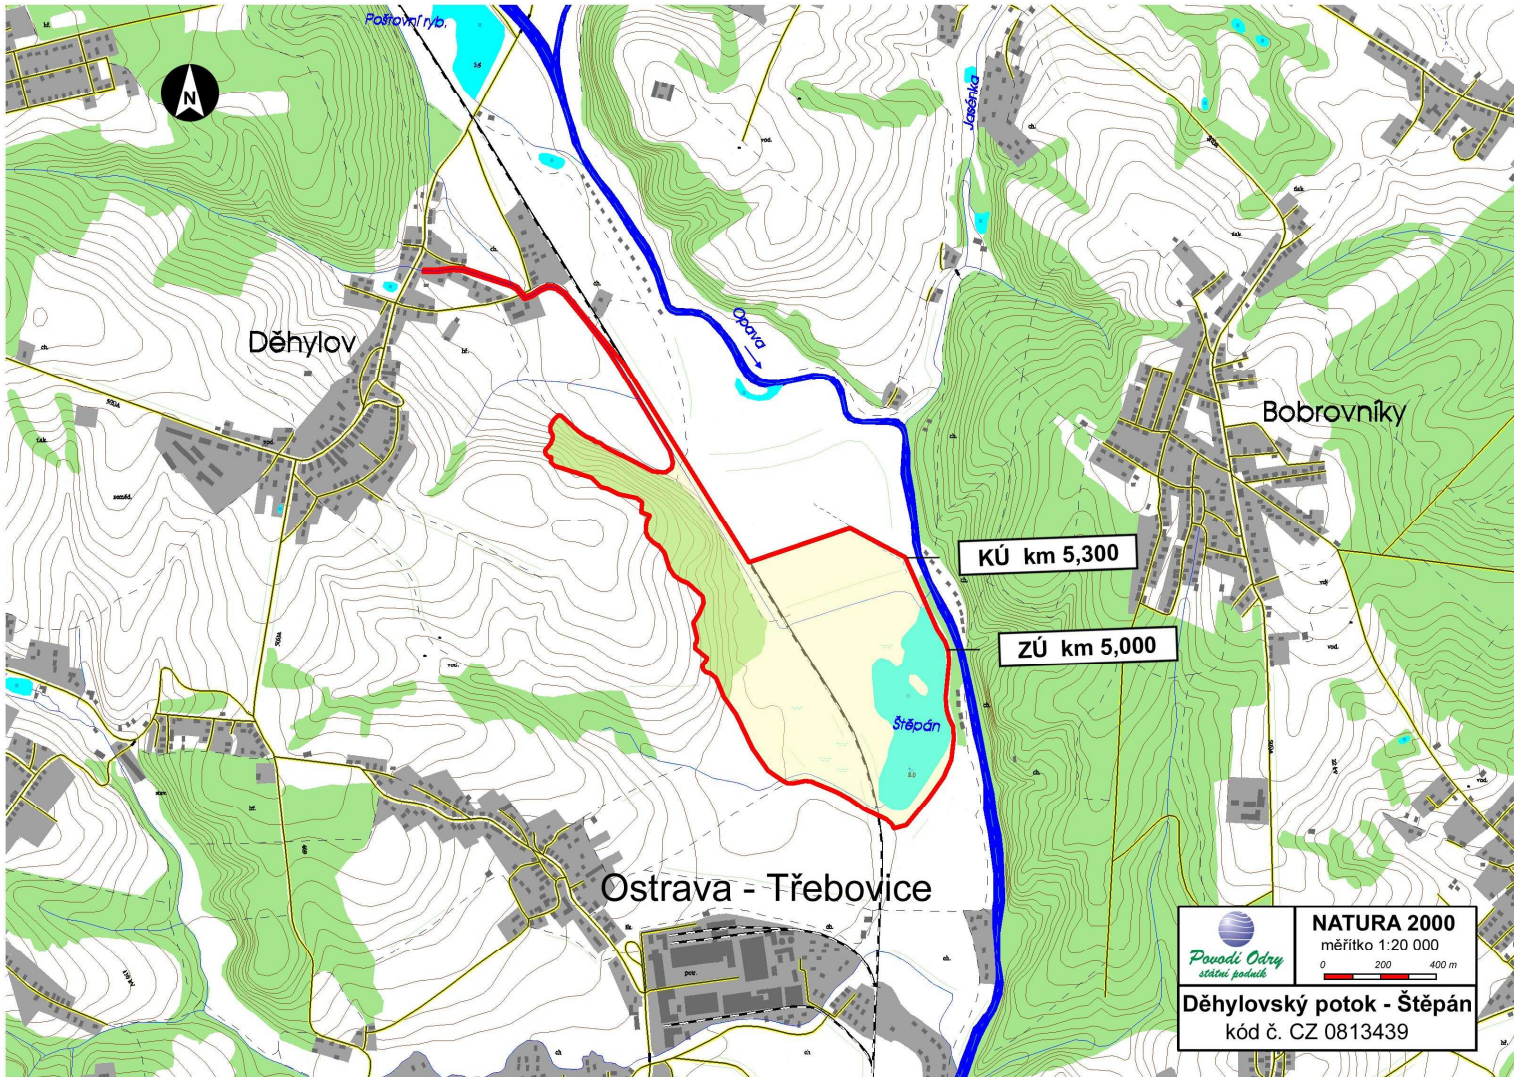 Poštovní ryb.
N
Jasénka
Opava
Děhylov
Bobrovníky
KÚ km 5,300
ZÚ km 5,000
Štěpán
Ostrava - Třebovice
Povodí Odry
státní podnik
NATURA 2000
měřítko 1:20 000
0 200 400 m
Děhylovský potok - Štěpán
kód č. CZ 0813439